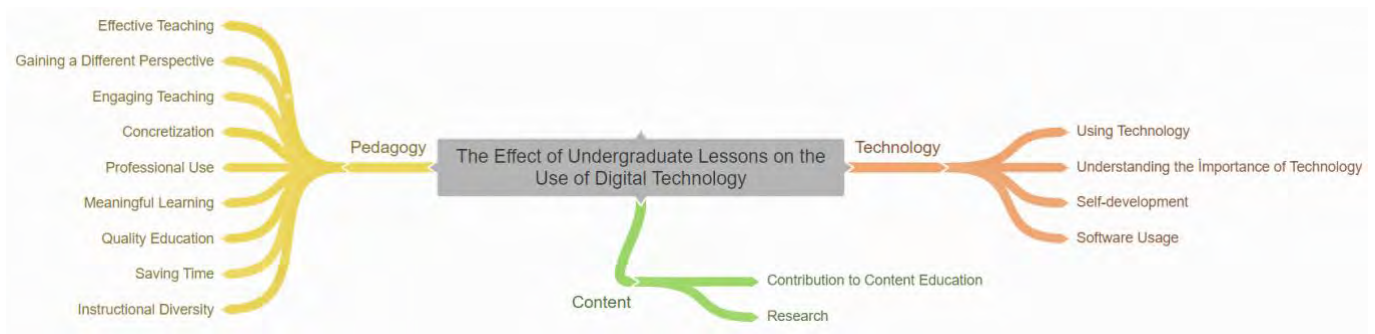 Effective Teaching
Gaining a Different Perspective
Engaging Teaching
Concretization
Professional Use
Meaningful Learning
Quality Education
Saving Time
Instructional Diversity
Pedagogy
The Effect of Undergraduate Lessons on the
Use of Digital Technology
Technology
Using Technology
Understanding the İmportance of Technology
Self-development
Software Usage
Content
Contribution to Content Education
Research